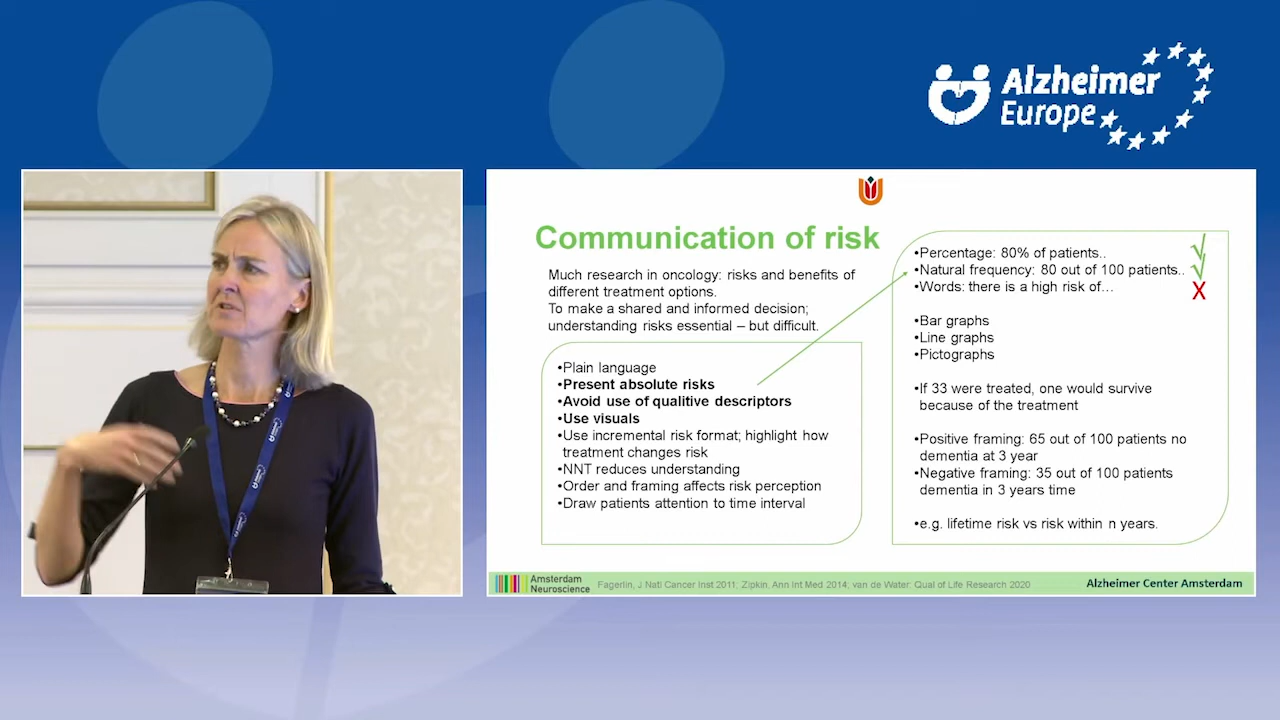 Alzheimer
Europe
Communication of risk
Much research in oncology: risks and benefits of
different treatment options.
To make a shared and informed decision;
understanding risks essential – but difficult.
•Plain language
•Present absolute risks
•Avoid use of qualitive descriptors
•Use visuals
•Use incremental risk format; highlight how
treatment changes risk
•NNT reduces understanding
•Order and framing affects risk perception
•Draw patients attention to time interval
•Percentage: 80% of patients.. √
•Natural frequency: 80 out of 100 patients.. √
•Words: there is a high risk of… X
•Bar graphs
•Line graphs
•Pictographs
•If 33 were treated, one would survive
because of the treatment
•Positive framing: 65 out of 100 patients no
dementia at 3 year
•Negative framing: 35 out of 100 patients
dementia in 3 years time
•e.g. lifetime risk vs risk within n years.
Amsterdam
Neuroscience
Fagerlin, J Natl Cancer Inst 2011; Zipkin, Ann Int Med 2014; van de Water: Qual of Life Research 2020
Alzheimer Center Amsterdam